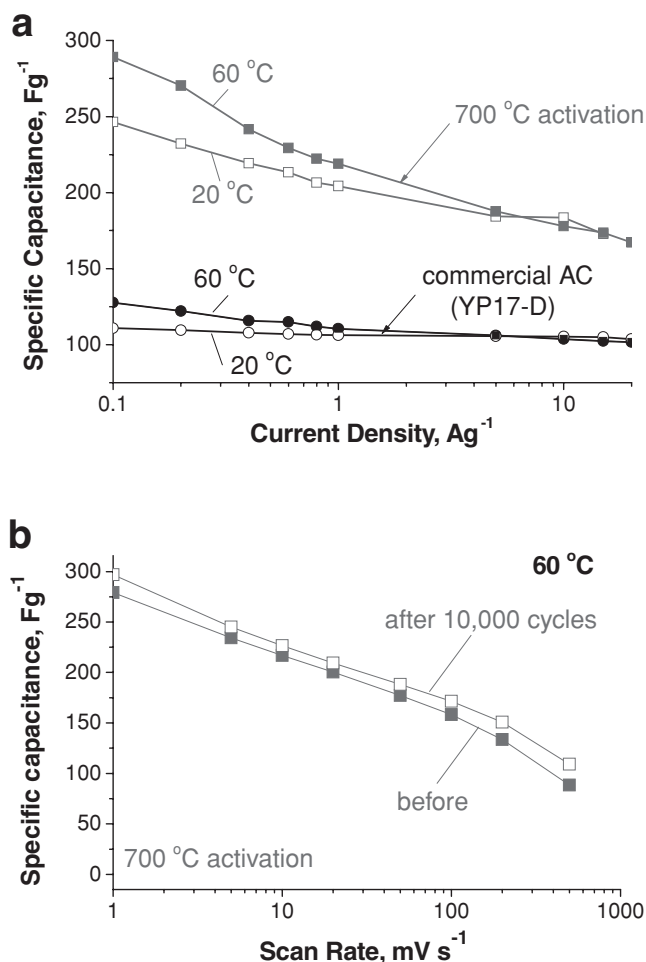 a
Specific Capacitance, Fg⁻¹
300
250
200
150
100
60 °C
700 °C activation
20 °C
60 °C
commercial AC
(YP17-D)
20 °C
0.1
1
10
Current Density, Ag⁻¹
b
Specific capacitance, Fg⁻¹
300
250
200
150
100
50
0
60 °C
after 10,000 cycles
before
700 °C activation
1
10
100
1000
Scan Rate, mV s⁻¹